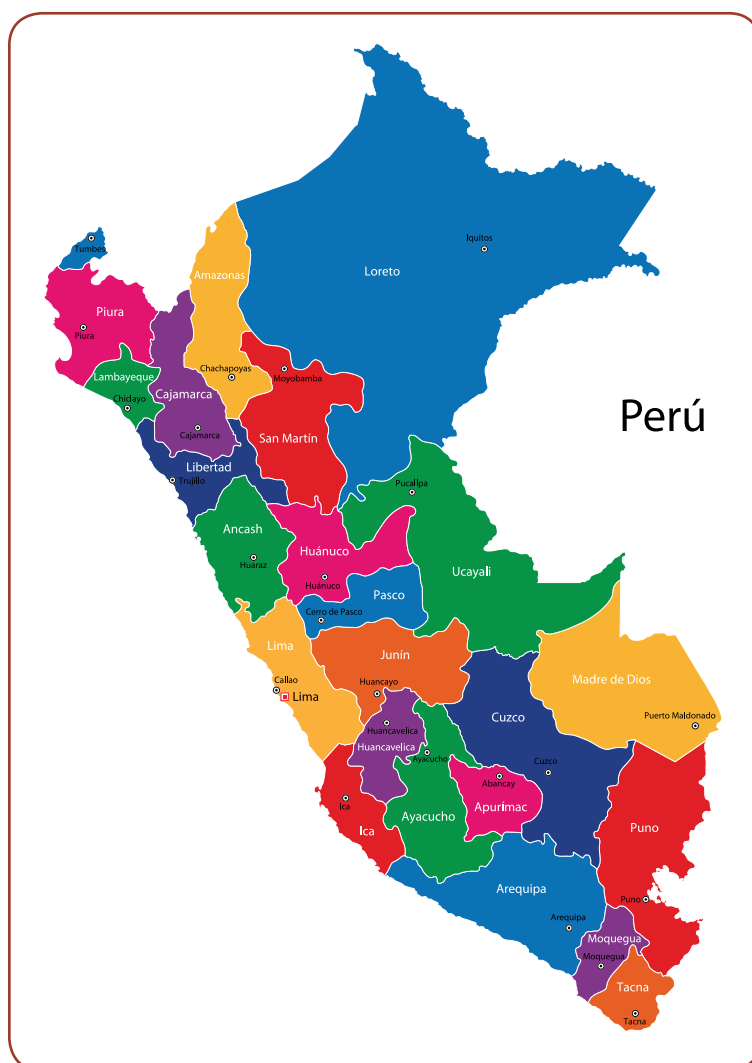 Tumbes
Iquitos
Amazonas
Loreto
Piura
Piura
Chachapoyas
Moyobamba
Lambayeque
Cajamarca
Chiclayo
Perú
Cajamarca
San Martín
Libertad
Trujillo
Pucallpa
Ancash
Huánuco
Huaraz
Ucayali
Huánuco
Pasco
Cerro de Pasco
Lima
Junín
Callao
Huancayo
Madre de Dios
Lima
Cuzco
Puerto Maldonado
Huancavelica
Huancavelica
Ayacucho
Cuzco
Abancay
Ica
Apurímac
Ayacucho
Ica
Puno
Arequipa
Puno
Arequipa
Moquegua
Moquegua
Tacna
Tacna